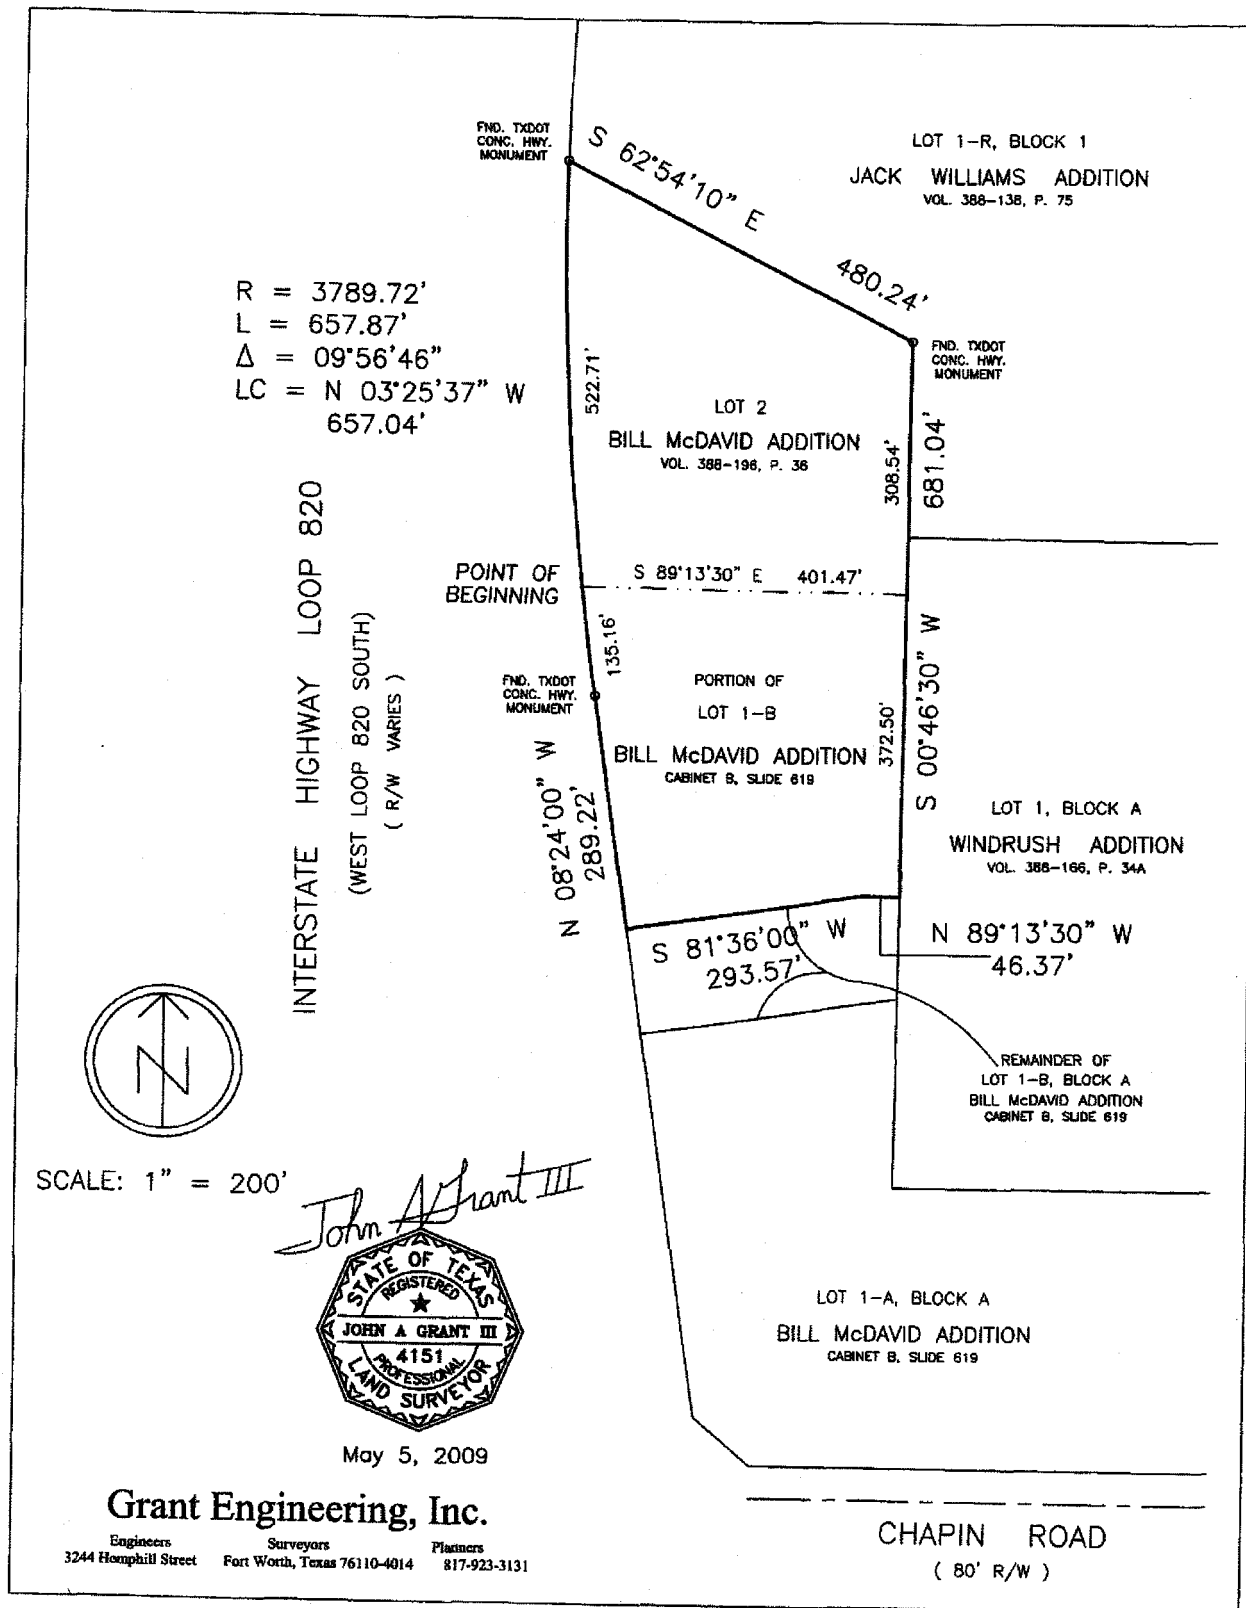 FND. TXDOT
CONC. HWY.
MONUMENT
S 62°54'10" E
480.24'
LOT 1-R, BLOCK 1
JACK WILLIAMS ADDITION
VOL. 388-138, P. 75
R = 3789.72'
L = 657.87'
Δ = 09°56'46"
LC = N 03°25'37" W
657.04'
FND. TXDOT
CONC. HWY.
MONUMENT
522.71'
LOT 2
BILL McDAVID ADDITION
VOL. 388-196, P. 36
308.54'
681.04'
INTERSTATE HIGHWAY LOOP 820
(WEST LOOP 820 SOUTH)
( R/W VARIES )
POINT OF
BEGINNING
S 89°13'30" E 401.47'
135.16'
FND. TXDOT
CONC. HWY.
MONUMENT
PORTION OF
LOT 1-B
BILL McDAVID ADDITION
CABINET B, SLIDE 619
372.50'
S 00°46'30" W
N 08°24'00" W
289.22'
LOT 1, BLOCK A
WINDRUSH ADDITION
VOL. 388-166, P. 34A
S 81°36'00" W
293.57'
N 89°13'30" W
46.37'
REMAINDER OF
LOT 1-B, BLOCK A
BILL McDAVID ADDITION
CABINET B, SLIDE 619
N
SCALE: 1" = 200'
John A Grant III
STATE OF TEXAS
REGISTERED
JOHN A GRANT III
4151
PROFESSIONAL
LAND SURVEYOR
May 5, 2009
LOT 1-A, BLOCK A
BILL McDAVID ADDITION
CABINET B, SLIDE 619
Grant Engineering, Inc.
Engineers Surveyors Planners
3244 Hemphill Street Fort Worth, Texas 76110-4014 817-923-3131
CHAPIN ROAD
( 80' R/W )